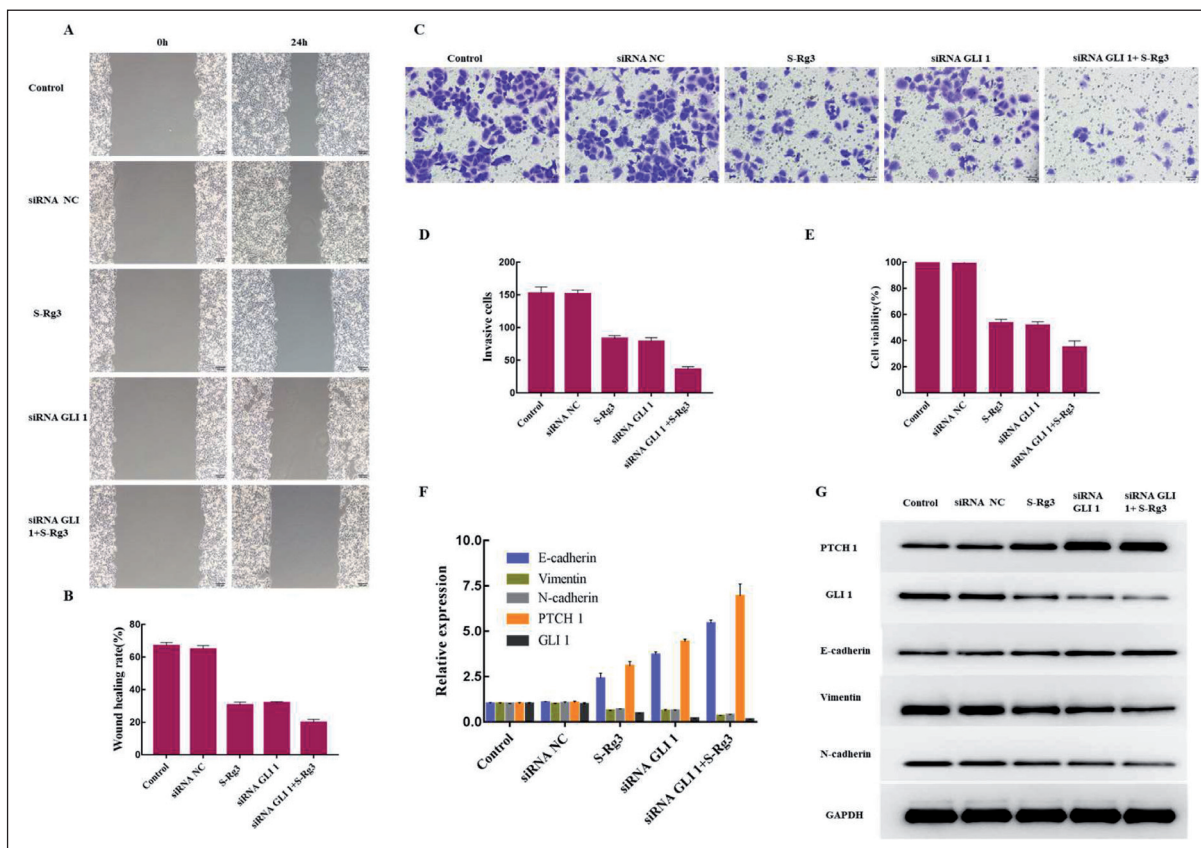 A
0h
24h
Control
siRNA NC
S-Rg3
siRNA GLI 1
siRNA GLI
1+S-Rg3
B
Wound healing rate(%)
80
60
40
20
0
Control
siRNA NC
S-Rg3
siRNA GLI 1
siRNA GLI 1+S-Rg3
C
Control
siRNA NC
S-Rg3
siRNA GLI 1
siRNA GLI 1+ S-Rg3
D
Invasive cells
200
150
100
50
0
Control
siRNA NC
S-Rg3
siRNA GLI 1
siRNA GLI 1 +S-Rg3
E
Cell viability(%)
100
80
60
40
20
0
Control
siRNA NC
S-Rg3
siRNA GLI 1
siRNA GLI 1+S-Rg3
F
Relative expression
10.0
7.5
5.0
2.5
0.0
E-cadherin
Vimentin
N-cadherin
PTCH 1
GLI 1
Control
siRNA NC
S-Rg3
siRNA GLI 1
siRNA GLI 1+S-Rg3
G
Control
siRNA NC
S-Rg3
siRNA
GLI 1
siRNA GLI
1+ S-Rg3
PTCH 1
GLI 1
E-cadherin
Vimentin
N-cadherin
GAPDH